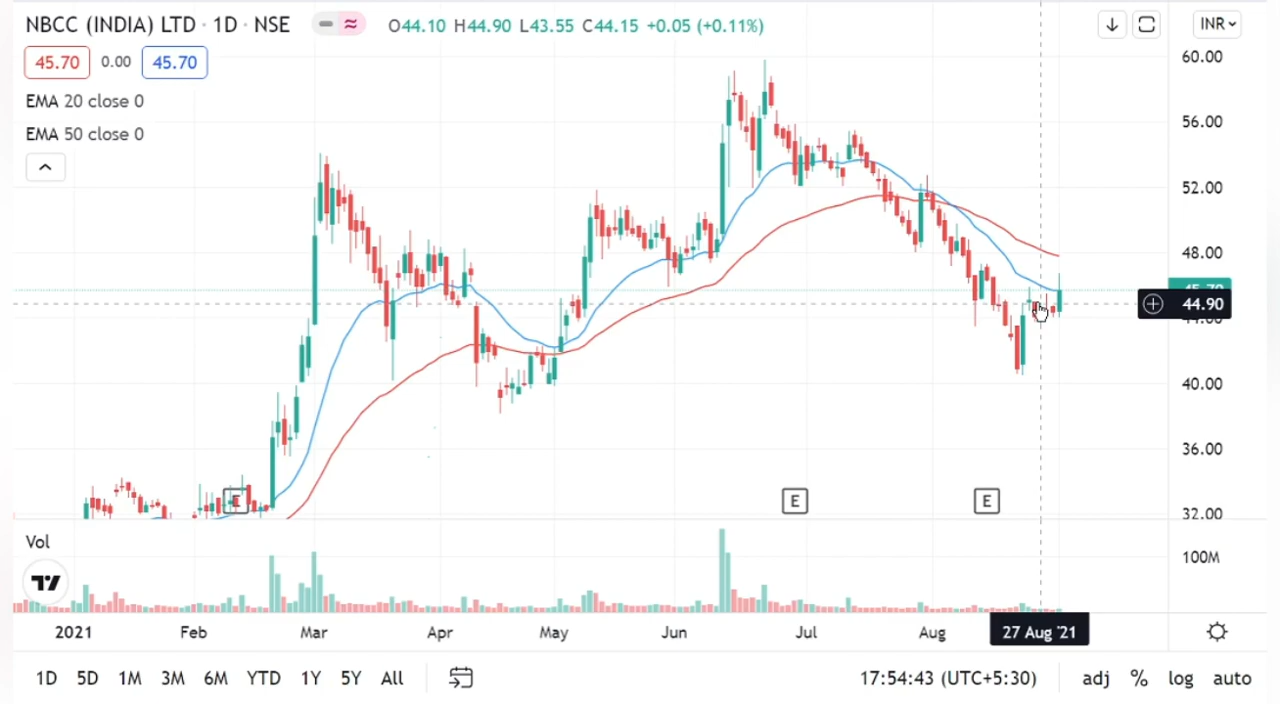 NBCC (INDIA) LTD · 1D · NSE O44.10 H44.90 L43.55 C44.15 +0.05 (+0.11%) INR
45.70 0.00 45.70
60.00
EMA 20 close 0
56.00
EMA 50 close 0
52.00
48.00
45.70
44.90
44.00
40.00
36.00
E E E
32.00
Vol
100M
2021 Feb Mar Apr May Jun Jul Aug 27 Aug '21
1D 5D 1M 3M 6M YTD 1Y 5Y All 17:54:43 (UTC+5:30) adj % log auto